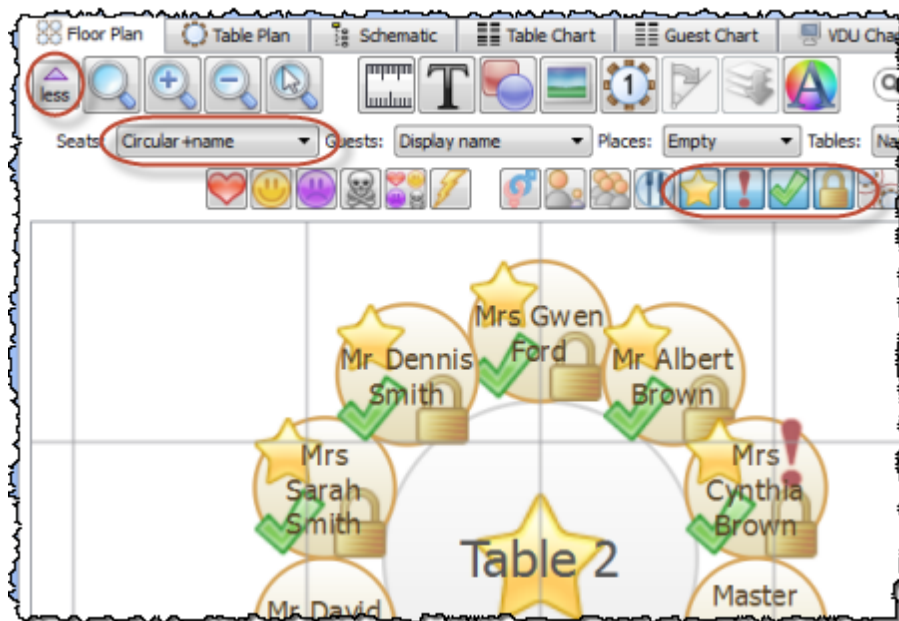 Floor Plan Table Plan Schematic Table Chart Guest Chart VDU
less T 1
Seats: Circular +name Guests: Display name Places: Empty Tables:
Mrs Gwen
Ford
Mr Dennis
Smith
Mr Albert
Brown
Mrs
Sarah
Smith
Mrs
Cynthia
Brown
Table 2
Mr David
Master